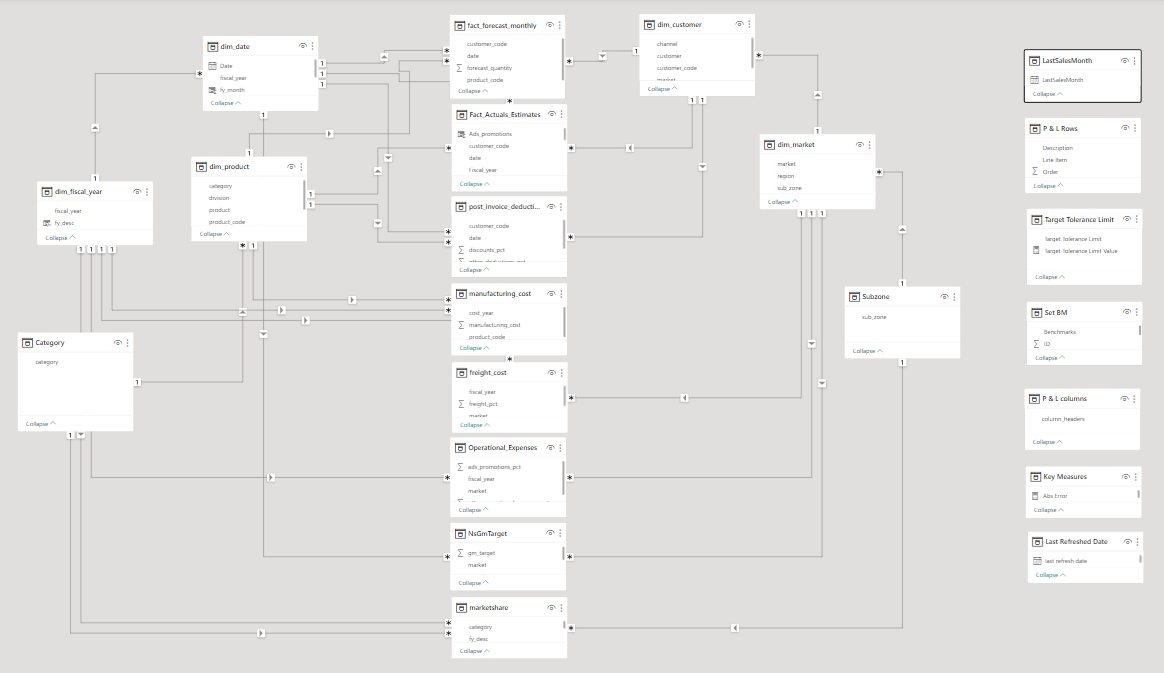 dim_date
Date
fiscal_year
fy_month
Collapse
dim_product
category
division
product
product_code
Collapse
dim_fiscal_year
fiscal_year
fy_desc
Collapse
Category
category
Collapse
fact_forecast_monthly
customer_code
date
forecast_quantity
product_code
Collapse
Fact_Actuals_Estimates
Ads_promotions
customer_code
date
fiscal_year
Collapse
post_invoice_deducti...
customer_code
date
discounts_pct
Collapse
manufacturing_cost
cost_year
manufacturing_cost
product_code
Collapse
freight_cost
fiscal_year
freight_pct
market
Collapse
Operational_Expenses
ads_promotions_pct
fiscal_year
market
Collapse
NsGmTarget
gm_target
market
Collapse
marketshare
category
fy_desc
Collapse
dim_customer
channel
customer
customer_code
market
Collapse
dim_market
market
region
sub_zone
Collapse
Subzone
sub_zone
Collapse
LastSalesMonth
LastSalesMonth
Collapse
P & L Rows
Description
Line Item
Order
Collapse
Target Tolerance Limit
Target Tolerance Limit
Target Tolerance Limit Value
Collapse
Set BM
Benchmarks
ID
Collapse
P & L columns
column_headers
Collapse
Key Measures
Abs Error
Collapse
Last Refreshed Date
last refresh date
Collapse